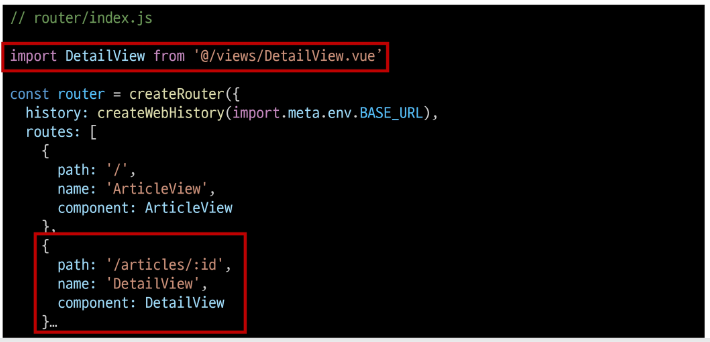 // router/index.js
import DetailView from '@/views/DetailView.vue'
const router = createRouter({
history: createWebHistory(import.meta.env.BASE_URL),
routes: [
{
path: '/',
name: 'ArticleView',
component: ArticleView
},
{
path: '/articles/:id',
name: 'DetailView',
component: DetailView
}…